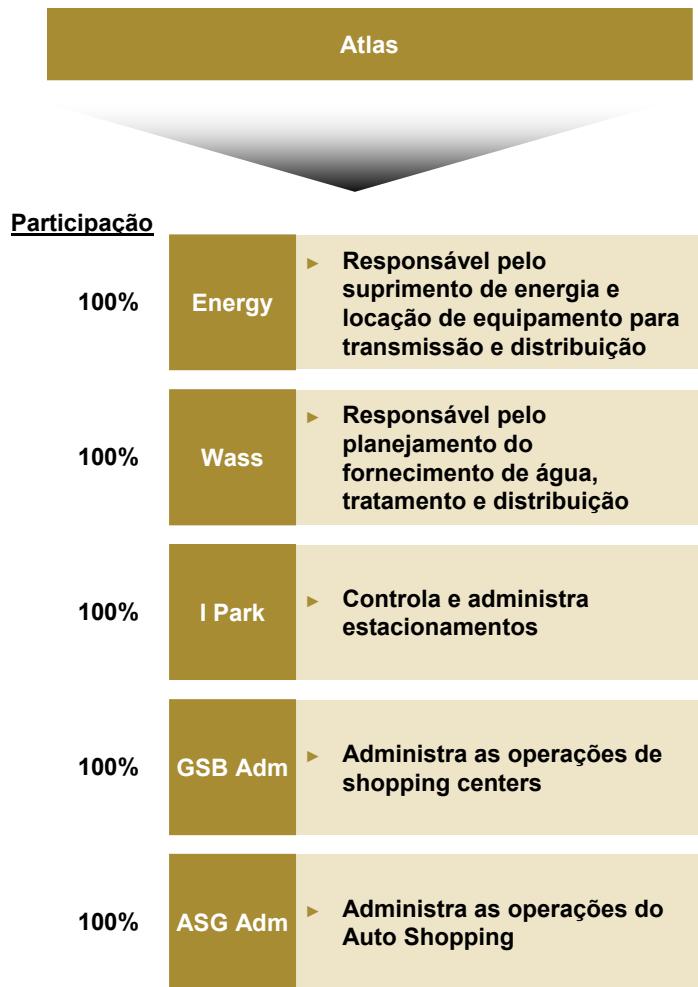 Atlas
Participação
100%
Energy
► Responsável pelo
suprimento de energia e
locação de equipamento para
transmissão e distribuição
100%
Wass
► Responsável pelo
planejamento do
fornecimento de água,
tratamento e distribuição
100%
I Park
► Controla e administra
estacionamentos
100%
GSB Adm
► Administra as operações de
shopping centers
100%
ASG Adm
► Administra as operações do
Auto Shopping